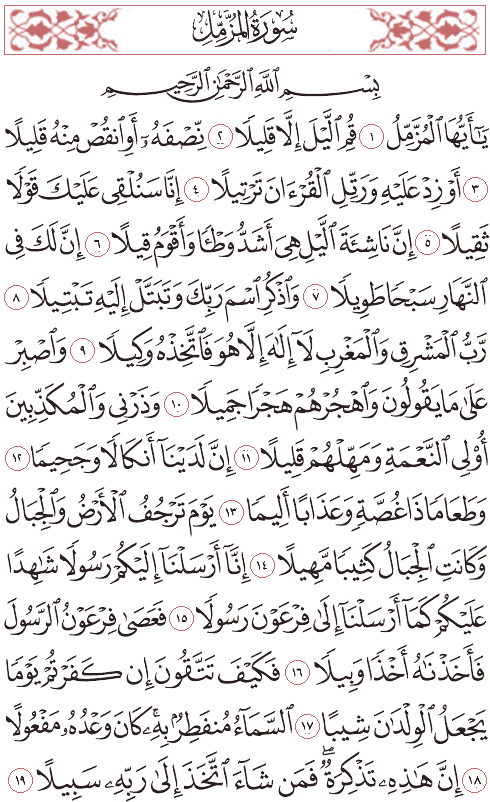 سُورَةُ المُزَّمِّلِ
بِسْمِ ٱللَّهِ ٱلرَّحْمَٰنِ ٱلرَّحِيمِ
يَٰٓأَيُّهَا ٱلْمُزَّمِّلُ ١ قُمِ ٱلَّيْلَ إِلَّا قَلِيلًا ٢ نِّصْفَهُۥٓ أَوِ ٱنقُصْ مِنْهُ قَلِيلًا
٣ أَوْ زِدْ عَلَيْهِ وَرَتِّلِ ٱلْقُرْءَانَ تَرْتِيلًا ٤ إِنَّا سَنُلْقِى عَلَيْكَ قَوْلًا
ثَقِيلًا ٥ إِنَّ نَاشِئَةَ ٱلَّيْلِ هِىَ أَشَدُّ وَطْـًٔا وَأَقْوَمُ قِيلًا ٦ إِنَّ لَكَ فِى
ٱلنَّهَارِ سَبْحًا طَوِيلًا ٧ وَٱذْكُرِ ٱسْمَ رَبِّكَ وَتَبَتَّلْ إِلَيْهِ تَبْتِيلًا ٨
رَّبُّ ٱلْمَشْرِقِ وَٱلْمَغْرِبِ لَآ إِلَٰهَ إِلَّا هُوَ فَٱتَّخِذْهُ وَكِيلًا ٩ وَٱصْبِرْ
عَلَىٰ مَا يَقُولُونَ وَٱهْجُرْهُمْ هَجْرًا جَمِيلًا ١٠ وَذَرْنِى وَٱلْمُكَذِّبِينَ
أُو۟لِى ٱلنَّعْمَةِ وَمَهِّلْهُمْ قَلِيلًا ١١ إِنَّ لَدَيْنَآ أَنكَالًا وَجَحِيمًا ١٢
وَطَعَامًا ذَا غُصَّةٍ وَعَذَابًا أَلِيمًا ١٣ يَوْمَ تَرْجُفُ ٱلْأَرْضُ وَٱلْجِبَالُ
وَكَانَتِ ٱلْجِبَالُ كَثِيبًا مَّهِيلًا ١٤ إِنَّآ أَرْسَلْنَآ إِلَيْكُمْ رَسُولًا شَٰهِدًا
عَلَيْكُمْ كَمَآ أَرْسَلْنَآ إِلَىٰ فِرْعَوْنَ رَسُولًا ١٥ فَعَصَىٰ فِرْعَوْنُ ٱلرَّسُولَ
فَأَخَذْنَٰهُ أَخْذًا وَبِيلًا ١٦ فَكَيْفَ تَتَّقُونَ إِن كَفَرْتُمْ يَوْمًا
يَجْعَلُ ٱلْوِلْدَٰنَ شِيبًا ١٧ ٱلسَّمَآءُ مُنفَطِرٌۢ بِهِۦ ۚ كَانَ وَعْدُهُۥ مَفْعُولًا
١٨ إِنَّ هَٰذِهِۦ تَذْكِرَةٌ ۖ فَمَن شَآءَ ٱتَّخَذَ إِلَىٰ رَبِّهِۦ سَبِيلًا ١٩